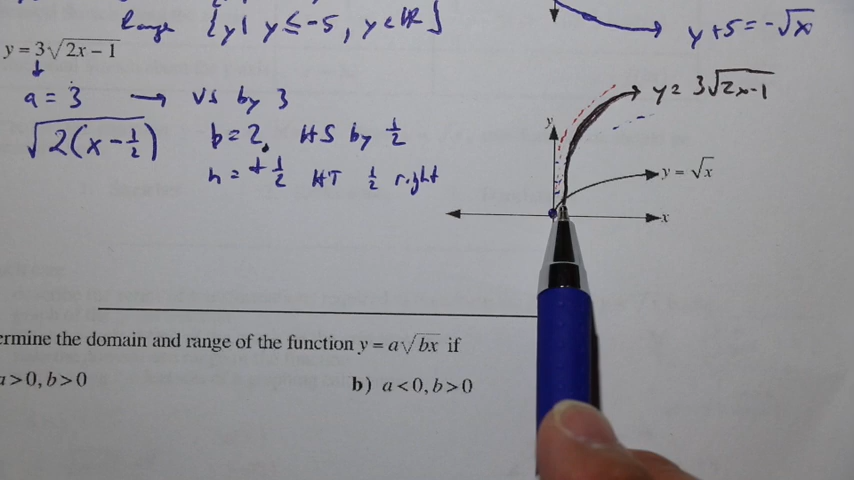 Range {y| y ≤ -5, y ∈ ℝ}
y+5 = -√x
y = 3√2x − 1
a = 3 → VS by 3
y = 3√2x-1
√2(x-½) b = 2, HS by ½
h = +½ HT ½ right
y
y = √x
x
ermine the domain and range of the function y = a√bx if
a > 0, b > 0
b) a < 0, b > 0